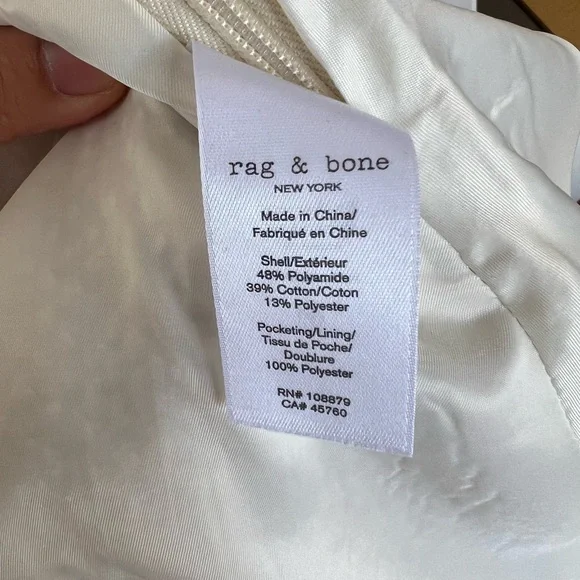 rag & bone
NEW YORK
Made in China/
Fabriqué en Chine
Shell/Extérieur
48% Polyamide
39% Cotton/Coton
13% Polyester
Pocketing/Lining/
Tissu de Poche/
Doublure
100% Polyester
RN# 108879
CA# 45760